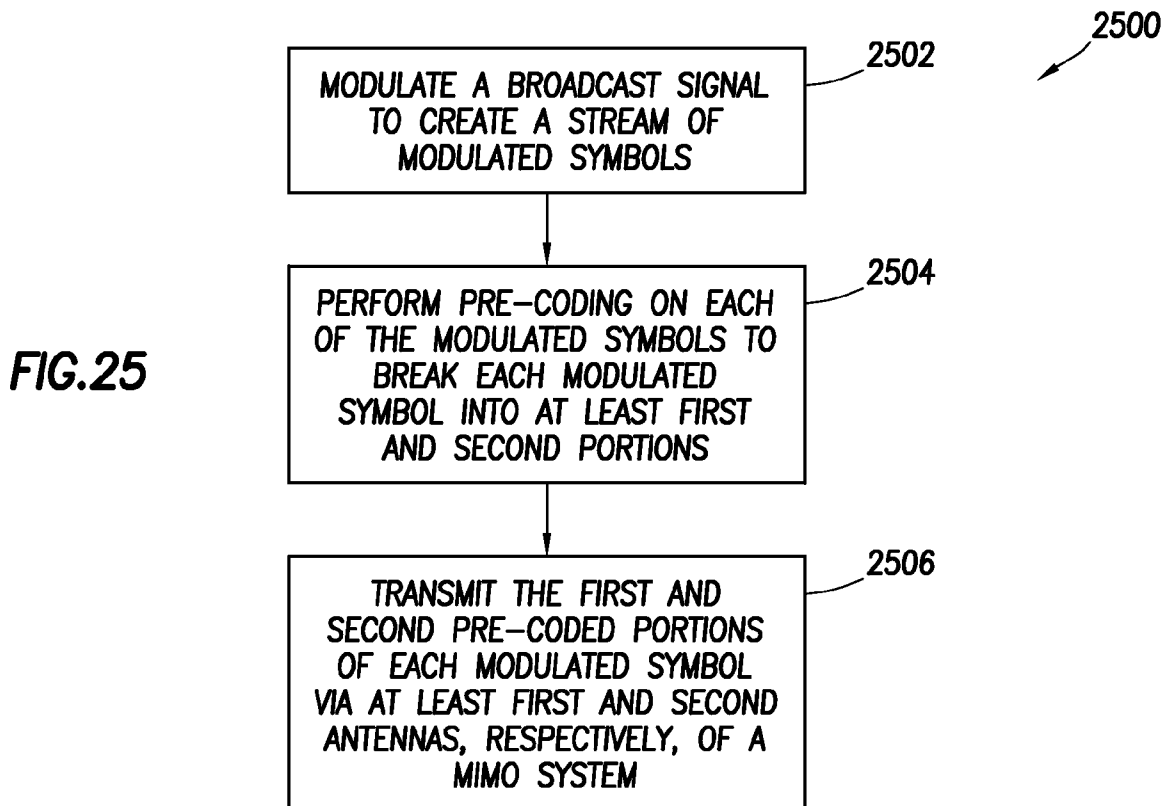 2500
2502
MODULATE A BROADCAST SIGNAL
TO CREATE A STREAM OF
MODULATED SYMBOLS
2504
PERFORM PRE-CODING ON EACH
OF THE MODULATED SYMBOLS TO
BREAK EACH MODULATED
SYMBOL INTO AT LEAST FIRST
AND SECOND PORTIONS
FIG.25
2506
TRANSMIT THE FIRST AND
SECOND PRE-CODED PORTIONS
OF EACH MODULATED SYMBOL
VIA AT LEAST FIRST AND SECOND
ANTENNAS, RESPECTIVELY, OF A
MIMO SYSTEM